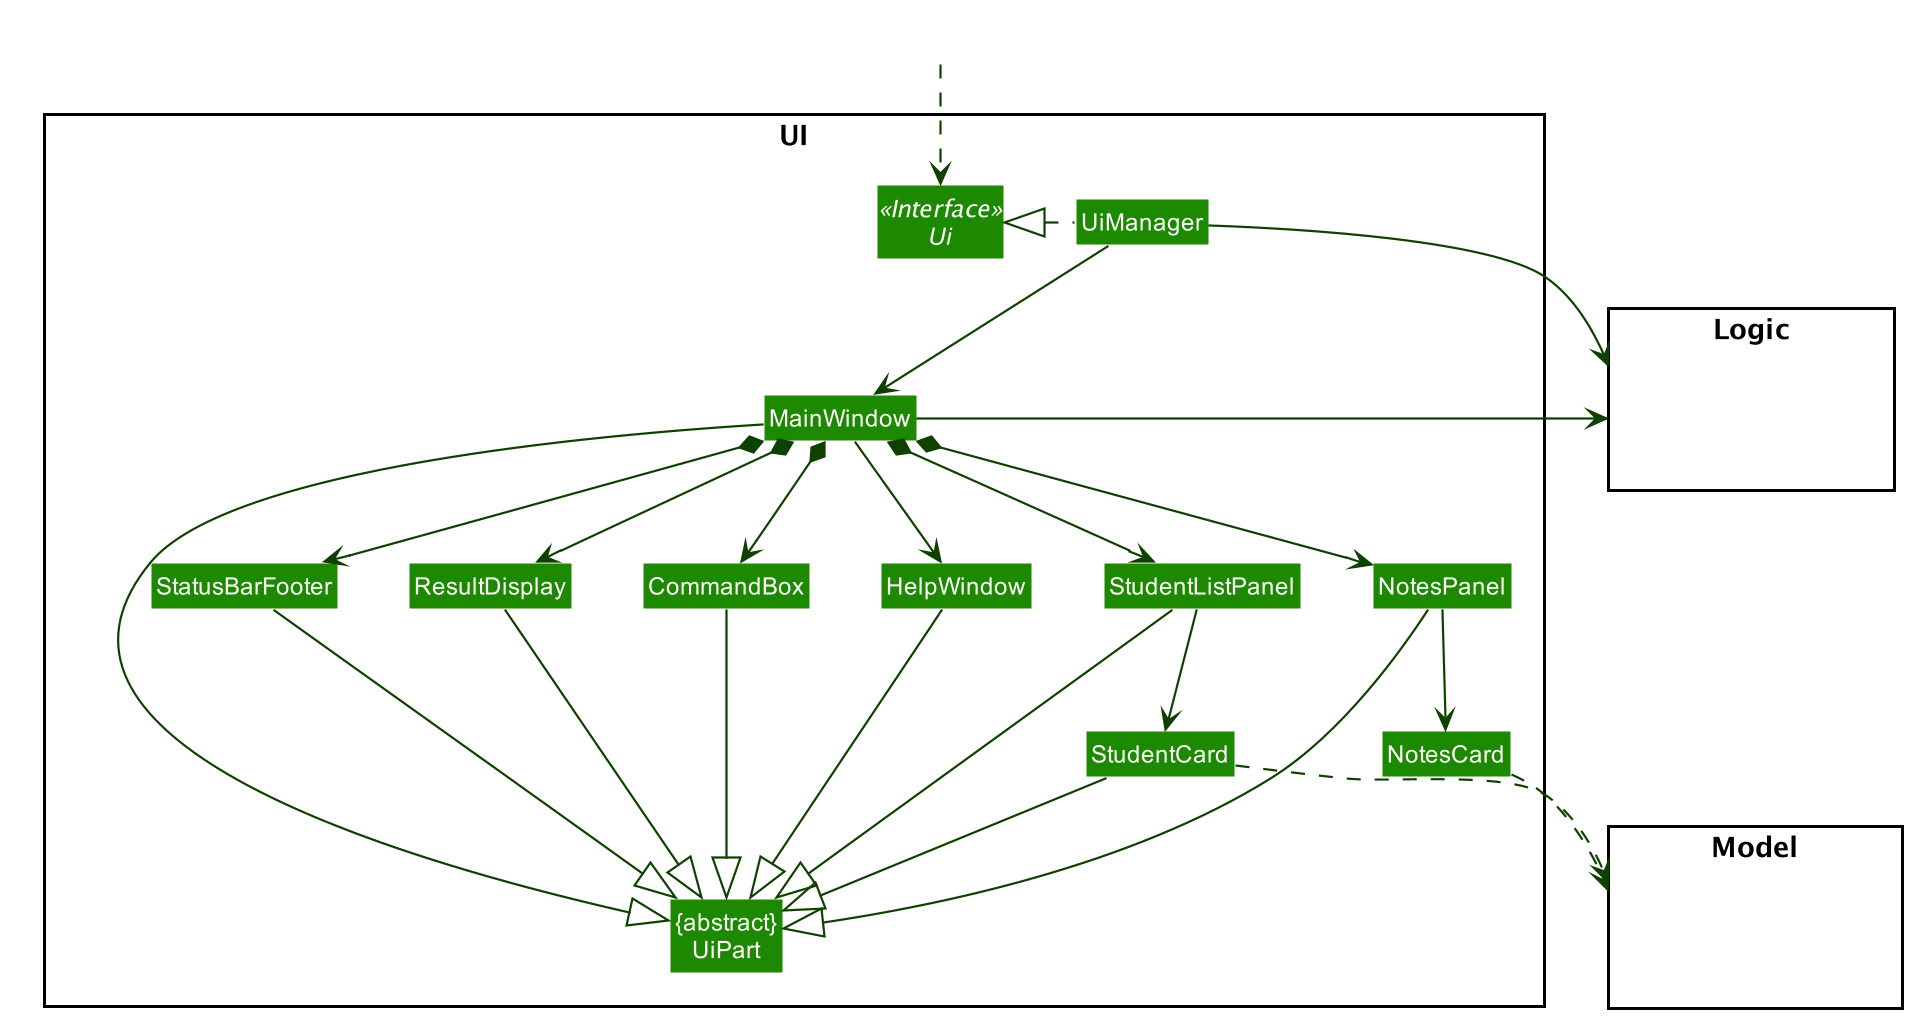 UI
«Interface»
Ui
UiManager
Logic
MainWindow
StatusBarFooter
ResultDisplay
CommandBox
HelpWindow
StudentListPanel
NotesPanel
StudentCard
NotesCard
Model
{abstract}
UiPart